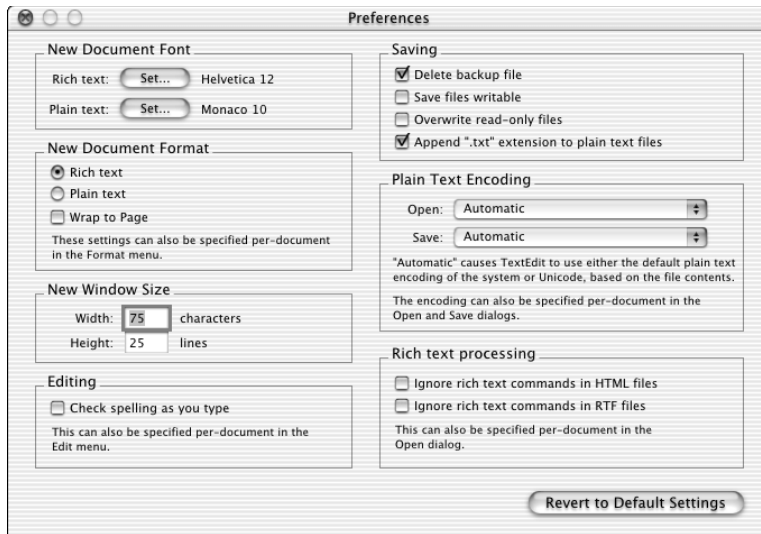 Preferences
New Document Font
Rich text: Set... Helvetica 12
Plain text: Set... Monaco 10
New Document Format
Rich text
Plain text
Wrap to Page
These settings can also be specified per-document
in the Format menu.
New Window Size
Width: 75 characters
Height: 25 lines
Editing
Check spelling as you type
This can also be specified per-document in the
Edit menu.
Saving
Delete backup file
Save files writable
Overwrite read-only files
Append ".txt" extension to plain text files
Plain Text Encoding
Open: Automatic
Save: Automatic
"Automatic" causes TextEdit to use either the default plain text
encoding of the system or Unicode, based on the file contents.
The encoding can also be specified per-document in the
Open and Save dialogs.
Rich text processing
Ignore rich text commands in HTML files
Ignore rich text commands in RTF files
This can also be specified per-document in the
Open dialog.
Revert to Default Settings